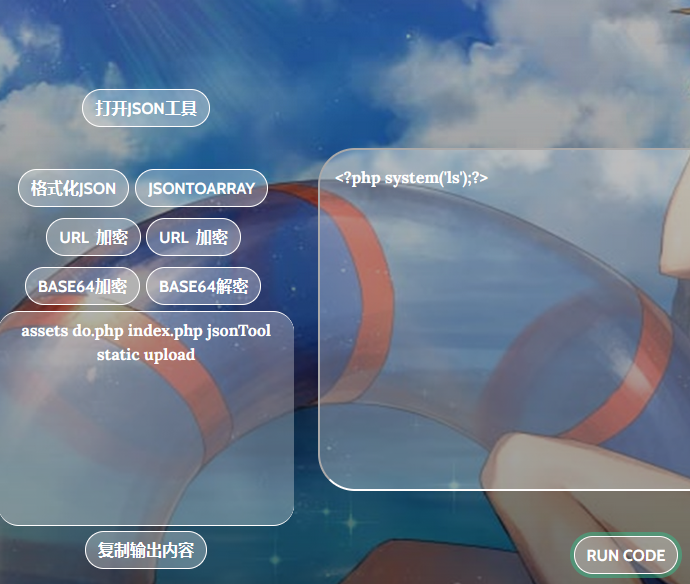 打开JSON工具
格式化JSON JSONTOARRAY
URL 加密 URL 加密
BASE64加密 BASE64解密
assets do.php index.php jsonTool
static upload
复制输出内容
<?php system('ls');?>
RUN CODE